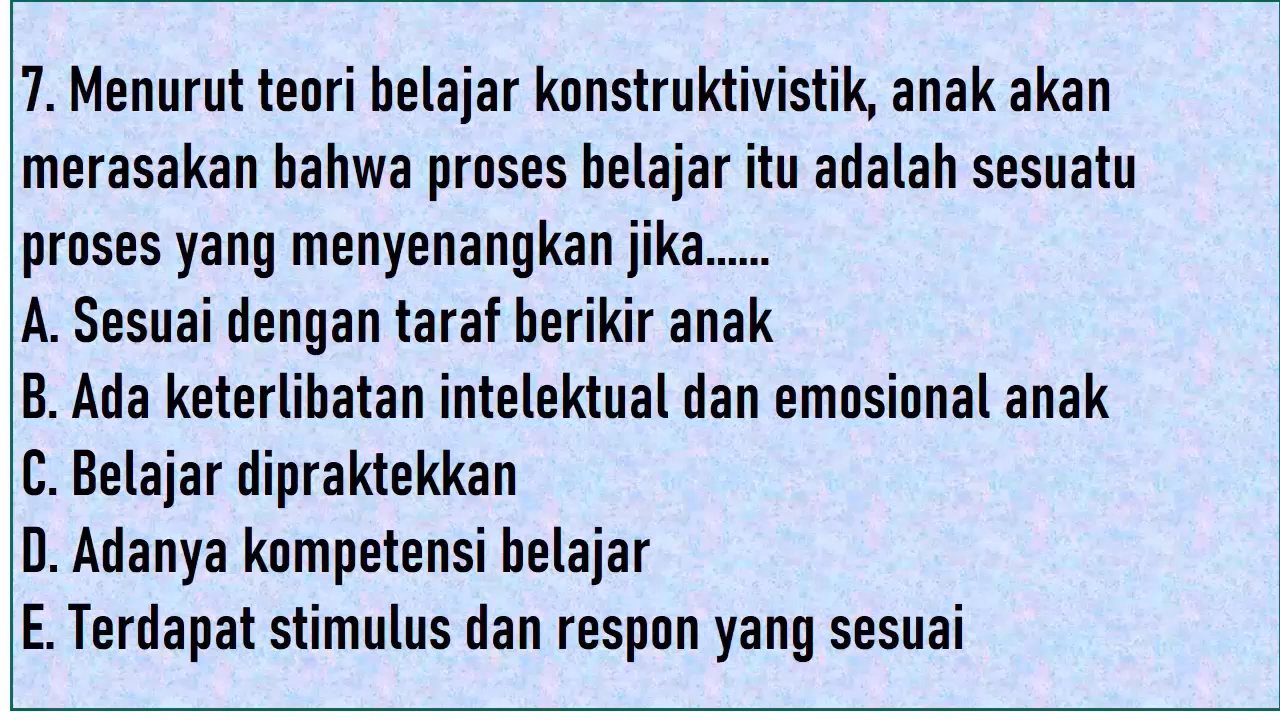 7. Menurut teori belajar konstruktivistik, anak akan
merasakan bahwa proses belajar itu adalah sesuatu
proses yang menyenangkan jika......
A. Sesuai dengan taraf berikir anak
B. Ada keterlibatan intelektual dan emosional anak
C. Belajar dipraktekkan
D. Adanya kompetensi belajar
E. Terdapat stimulus dan respon yang sesuai